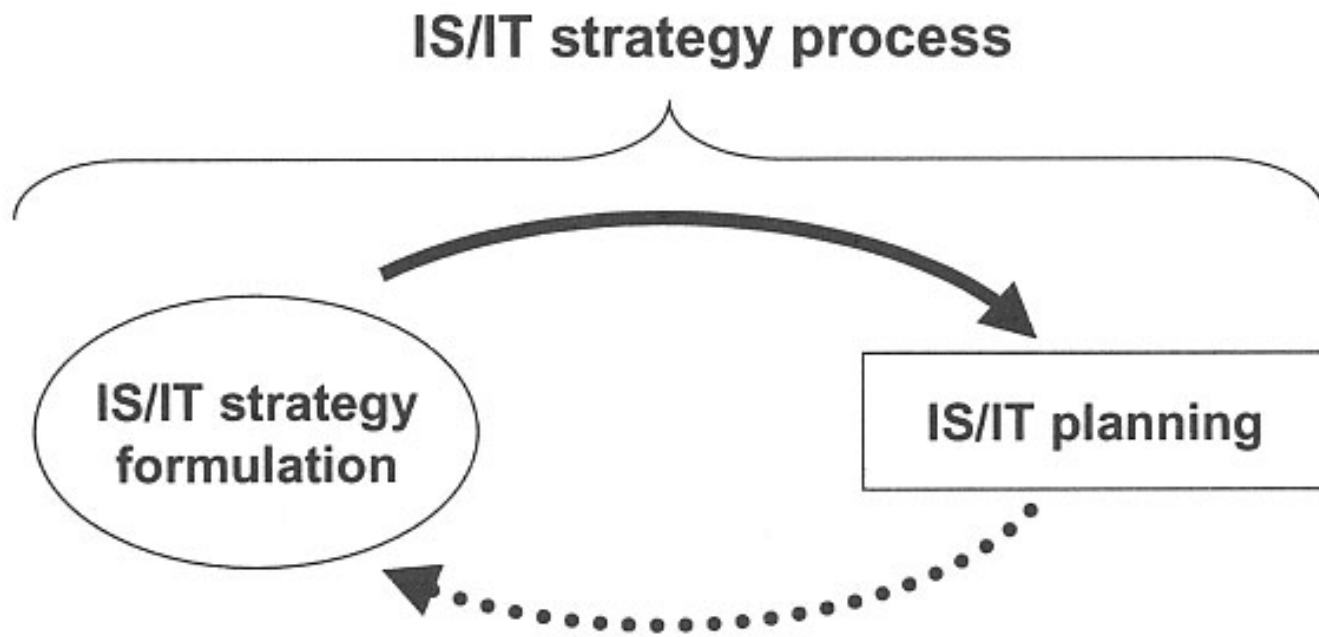 IS/IT strategy process
IS/IT strategy
formulation
IS/IT planning